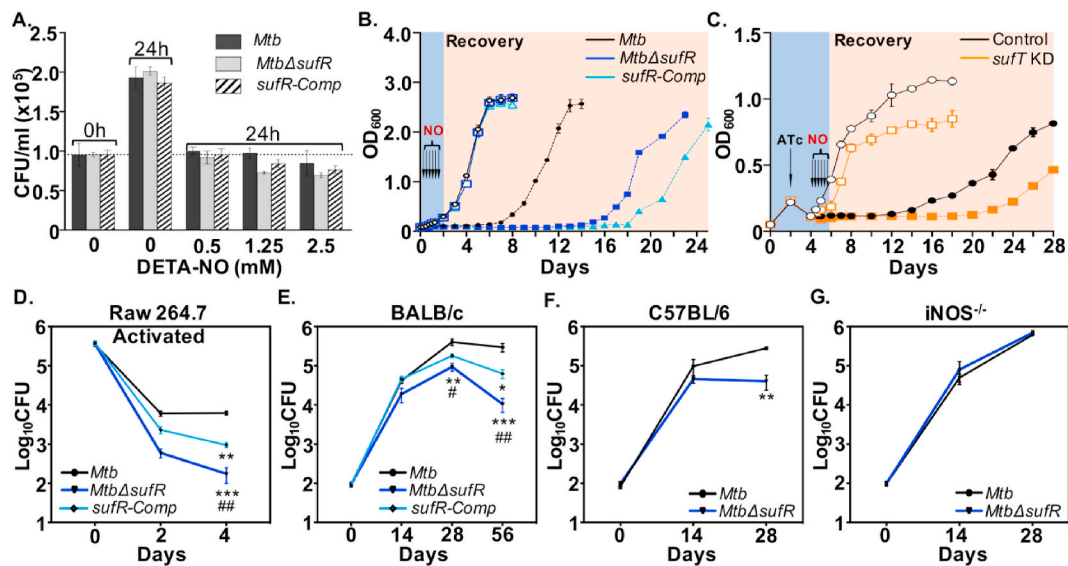 A.
24h
Mtb
MtbΔsufR
sufR-Comp
0h
24h
CFU/ml (x10⁵)
2.5
2.0
1.5
1.0
0.5
0 0 0.5 1.25 2.5
DETA-NO (mM)
B.
Recovery
Mtb
MtbΔsufR
sufR-Comp
NO
OD₆₀₀
4.0
3.0
2.0
1.0
0
0 4 8 12 16 20 24
Days
C.
Recovery
Control
sufT KD
ATc
NO
OD₆₀₀
1.5
1.0
0.5
0.0
0 4 8 12 16 20 24 28
Days
D.
Raw 264.7
Activated
Log₁₀CFU
6
5
4
3
2
1
**
***
##
Mtb
MtbΔsufR
sufR-Comp
0 2 4
Days
E.
BALB/c
Log₁₀CFU
6
5
4
3
2
1
**
#
*
***
##
Mtb
MtbΔsufR
sufR-Comp
0 14 28 56
Days
F.
C57BL/6
Log₁₀CFU
6
5
4
3
2
1
**
Mtb
MtbΔsufR
0 14 28
Days
G.
iNOS⁻/⁻
Log₁₀CFU
6
5
4
3
2
1
Mtb
MtbΔsufR
0 14 28
Days